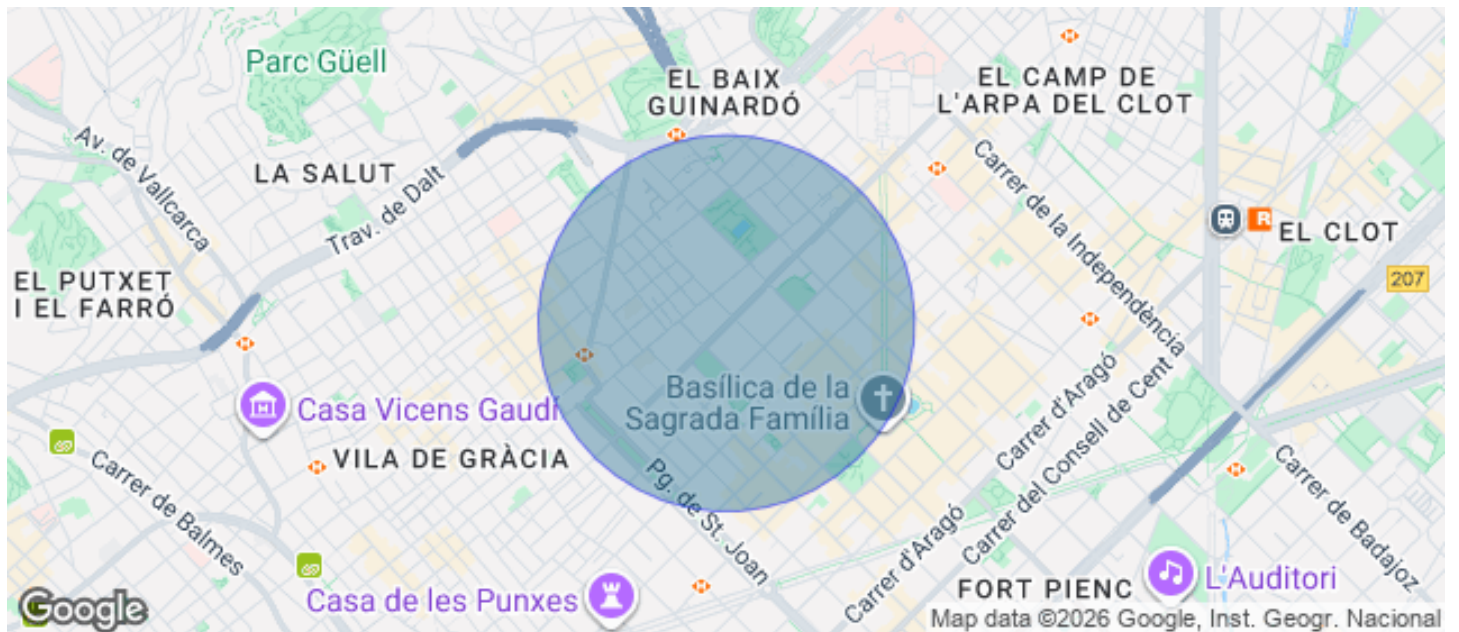 Parc Güell
EL BAIX
GUINARDÓ
EL CAMP DE
L'ARPA DEL CLOT
Av. de Vallcarca
LA SALUT
Trav. de Dalt
Carrer de la Independència
R
EL CLOT
EL PUTXET
I EL FARRÓ
207
Casa Vicens Gaudí
Basílica de la
Sagrada Família
VILA DE GRÀCIA
Carrer d'Aragó
Carrer del Consell de Cent
Carrer de Balmes
Pg. de St. Joan
Carrer d'Aragó
Carrer de Badajoz
Casa de les Punxes
FORT PIENC
L'Auditori
Google
Map data ©2026 Google, Inst. Geogr. Nacional